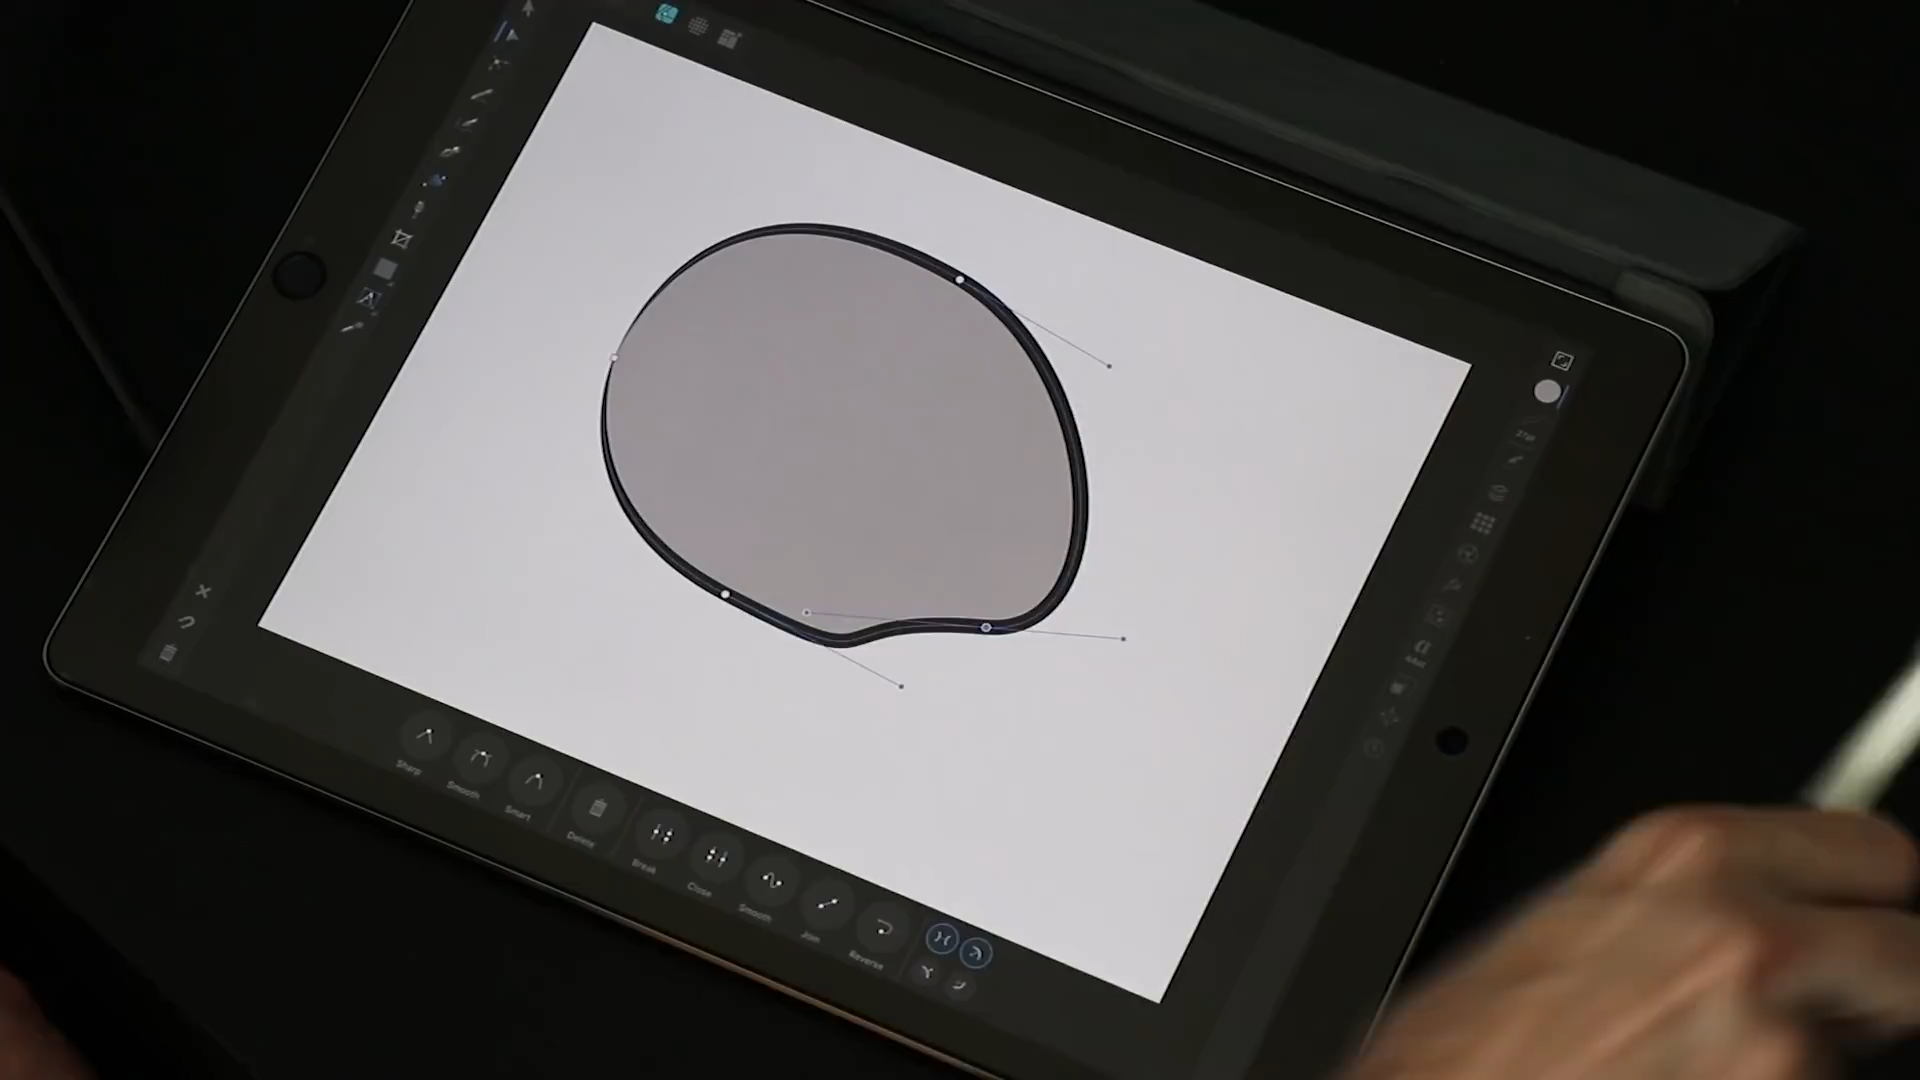 Sharp
Smooth
Smart
Delete
Break
Close
Smooth
Join
Reverse